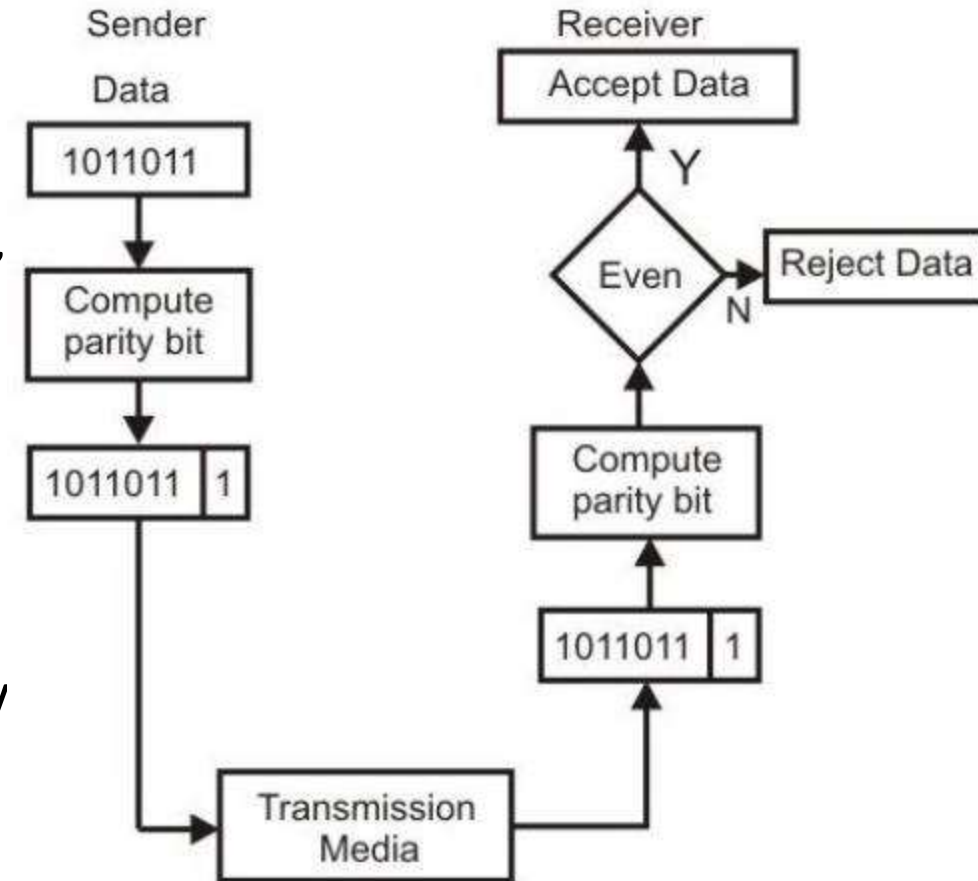 Sender
Data
1011011
Compute
parity bit
1011011 1
Transmission
Media
Receiver
Accept Data
Y
Even
N
Reject Data
Compute
parity bit
1011011 1